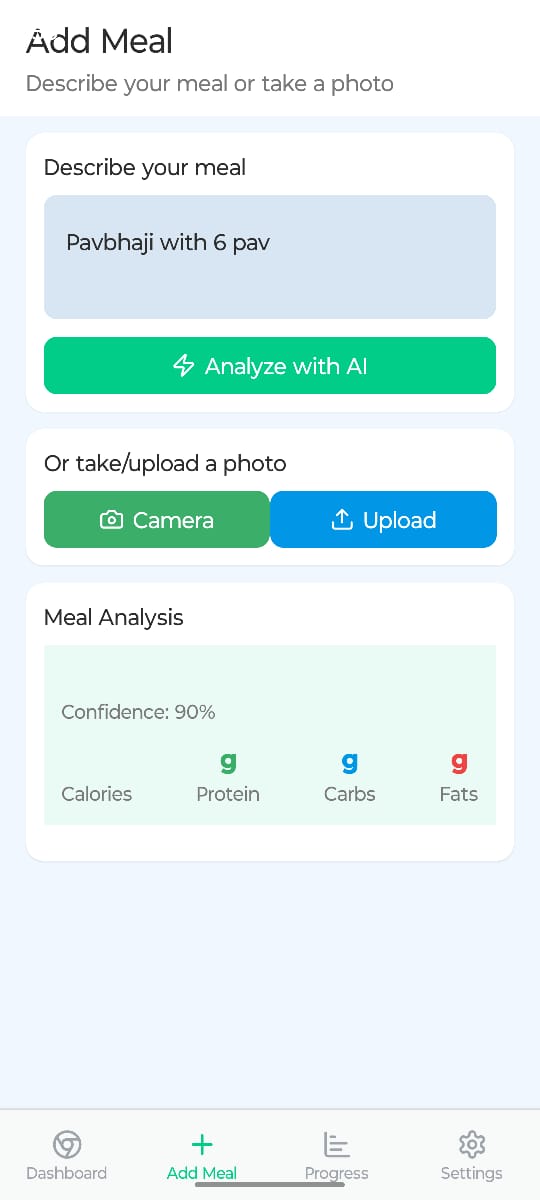 Add Meal
Describe your meal or take a photo
Describe your meal
Pavbhaji with 6 pav
Analyze with AI
Or take/upload a photo
Camera
Upload
Meal Analysis
Confidence: 90%
g g g
Calories Protein Carbs Fats
Dashboard Add Meal Progress Settings